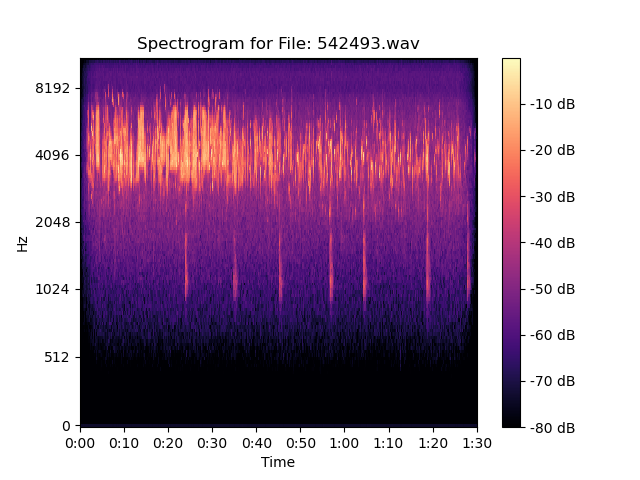 Spectrogram for File: 542493.wav
Hz
8192
4096
2048
1024
512
0
0:00 0:10 0:20 0:30 0:40 0:50 1:00 1:10 1:20 1:30
Time
-10 dB
-20 dB
-30 dB
-40 dB
-50 dB
-60 dB
-70 dB
-80 dB